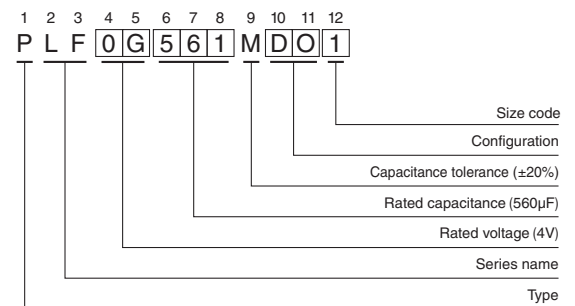 1 2 3 4 5 6 7 8 9 10 11 12
P L F 0 G 5 6 1 M D O 1
Size code
Configuration
Capacitance tolerance (±20%)
Rated capacitance (560µF)
Rated voltage (4V)
Series name
Type